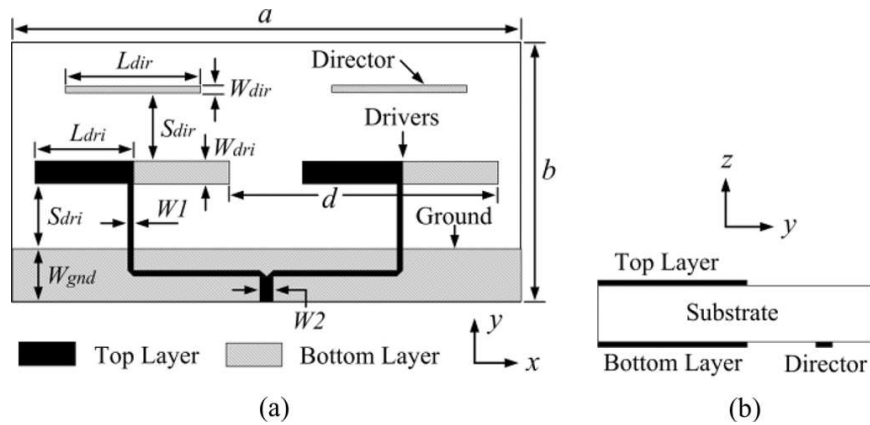 a
Ldir
Director
Wdir
Sdir
Drivers
Ldri
Wdri
b
d
Sdri
W1
Ground
Wgnd
W2
y
x
Top Layer
Bottom Layer
(a)
z
y
Top Layer
Substrate
Bottom Layer
Director
(b)